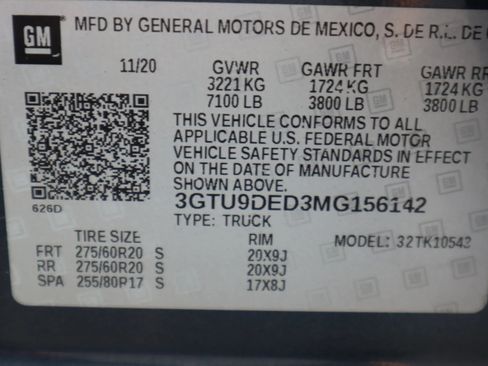 GM MFD BY GENERAL MOTORS DE MEXICO, S. DE R.L. DE
11/20 GVWR GAWR FRT GAWR RR
3221 KG 1724 KG 1724 KG
7100 LB 3800 LB 3800 LB
THIS VEHICLE CONFORMS TO ALL
APPLICABLE U.S. FEDERAL MOTOR
VEHICLE SAFETY STANDARDS IN EFFECT
ON THE DATE OF MANUFACTURE
SHOWN ABOVE.
626D 3GTU9DED3MG156142
TYPE: TRUCK
TIRE SIZE RIM MODEL: 32TK10543
FRT 275/60R20 S 20X9J
RR 275/60R20 S 20X9J
SPA 255/80R17 S 17X8J